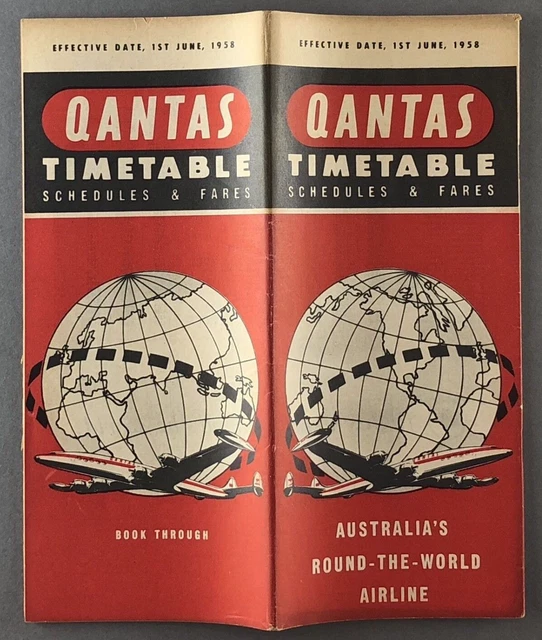 EFFECTIVE DATE, 1ST JUNE, 1958
QANTAS
TIMETABLE
SCHEDULES & FARES
BOOK THROUGH
EFFECTIVE DATE, 1ST JUNE, 1958
QANTAS
TIMETABLE
SCHEDULES & FARES
AUSTRALIA'S
ROUND-THE-WORLD
AIRLINE